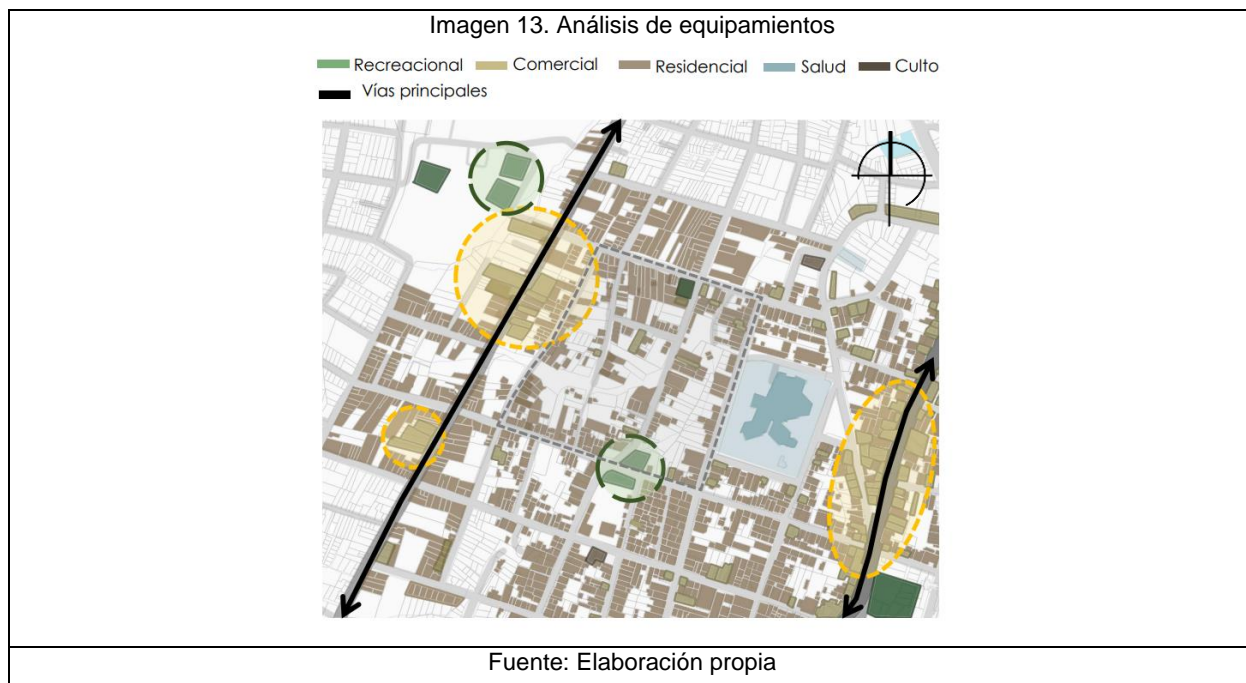 Imagen 13. Análisis de equipamientos
Recreacional Comercial Residencial Salud Culto
Vías principales
Fuente: Elaboración propia